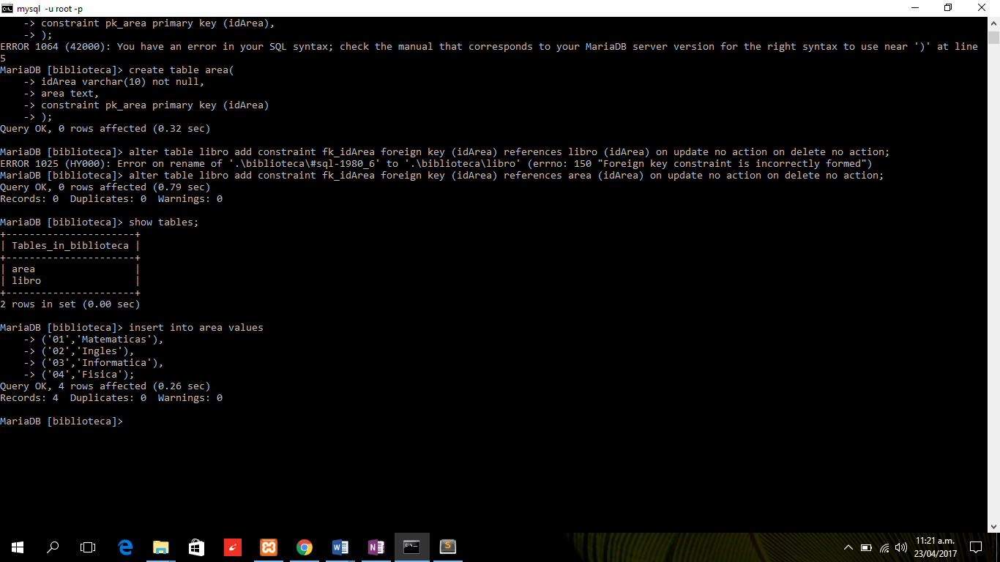 mysql -u root -p
    -> constraint pk_area primary key (idArea),
    -> );
ERROR 1064 (42000): You have an error in your SQL syntax; check the manual that corresponds to your MariaDB server version for the right syntax to use near ')' at line
5
MariaDB [biblioteca]> create table area(
    -> idArea varchar(10) not null,
    -> area text,
    -> constraint pk_area primary key (idArea)
    -> );
Query OK, 0 rows affected (0.32 sec)

MariaDB [biblioteca]> alter table libro add constraint fk_idArea foreign key (idArea) references libro (idArea) on update no action on delete no action;
ERROR 1025 (HY000): Error on rename of '.\biblioteca\#sql-1980_6' to '.\biblioteca\libro' (errno: 150 "Foreign key constraint is incorrectly formed")
MariaDB [biblioteca]> alter table libro add constraint fk_idArea foreign key (idArea) references area (idArea) on update no action on delete no action;
Query OK, 0 rows affected (0.79 sec)
Records: 0  Duplicates: 0  Warnings: 0

MariaDB [biblioteca]> show tables;
+----------------------+
| Tables_in_biblioteca |
+----------------------+
| area                 |
| libro                |
+----------------------+
2 rows in set (0.00 sec)

MariaDB [biblioteca]> insert into area values
    -> ('01','Matematicas'),
    -> ('02','Ingles'),
    -> ('03','Informatica'),
    -> ('04','Fisica');
Query OK, 4 rows affected (0.26 sec)
Records: 4  Duplicates: 0  Warnings: 0

MariaDB [biblioteca]>
11:21 a.m.
23/04/2017